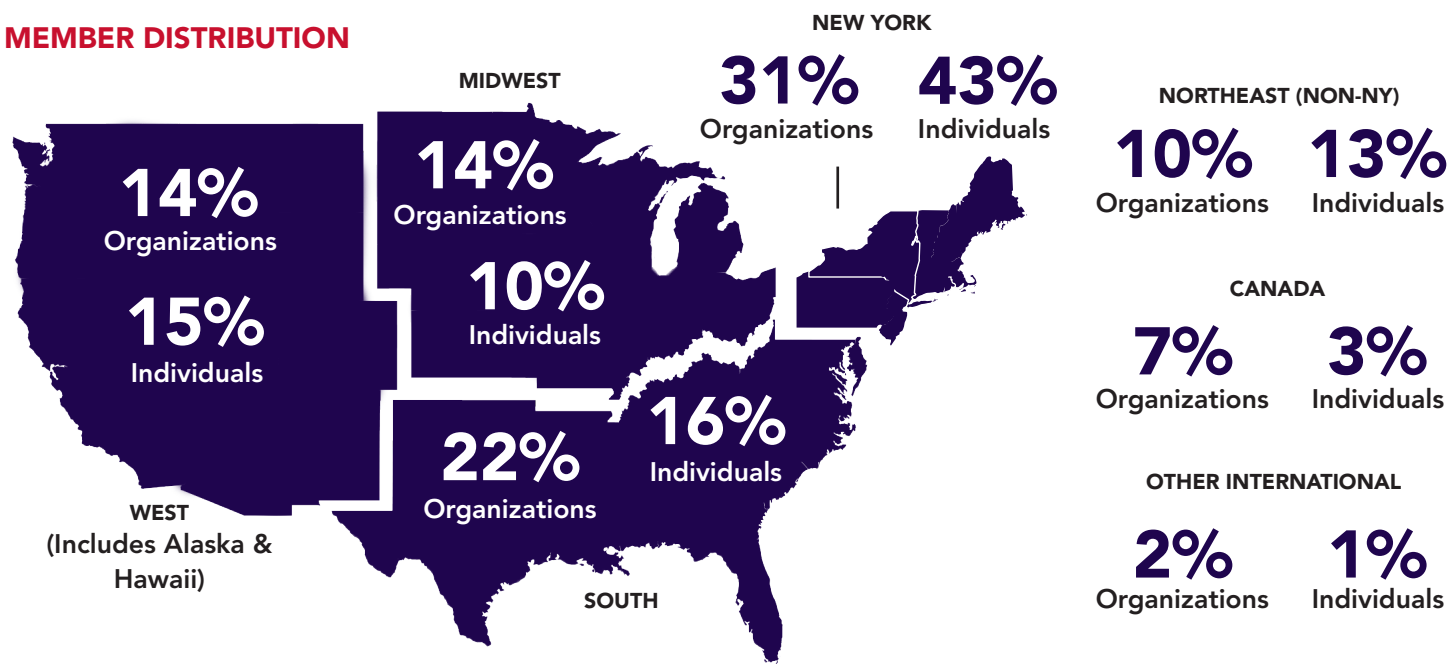 MEMBER DISTRIBUTION
MIDWEST
14%
Organizations
10%
Individuals
14%
Organizations
15%
Individuals
WEST
(Includes Alaska &
Hawaii)
22%
Organizations
16%
Individuals
SOUTH
NEW YORK
31% 43%
Organizations Individuals
NORTHEAST (NON-NY)
10% 13%
Organizations Individuals
CANADA
7% 3%
Organizations Individuals
OTHER INTERNATIONAL
2% 1%
Organizations Individuals